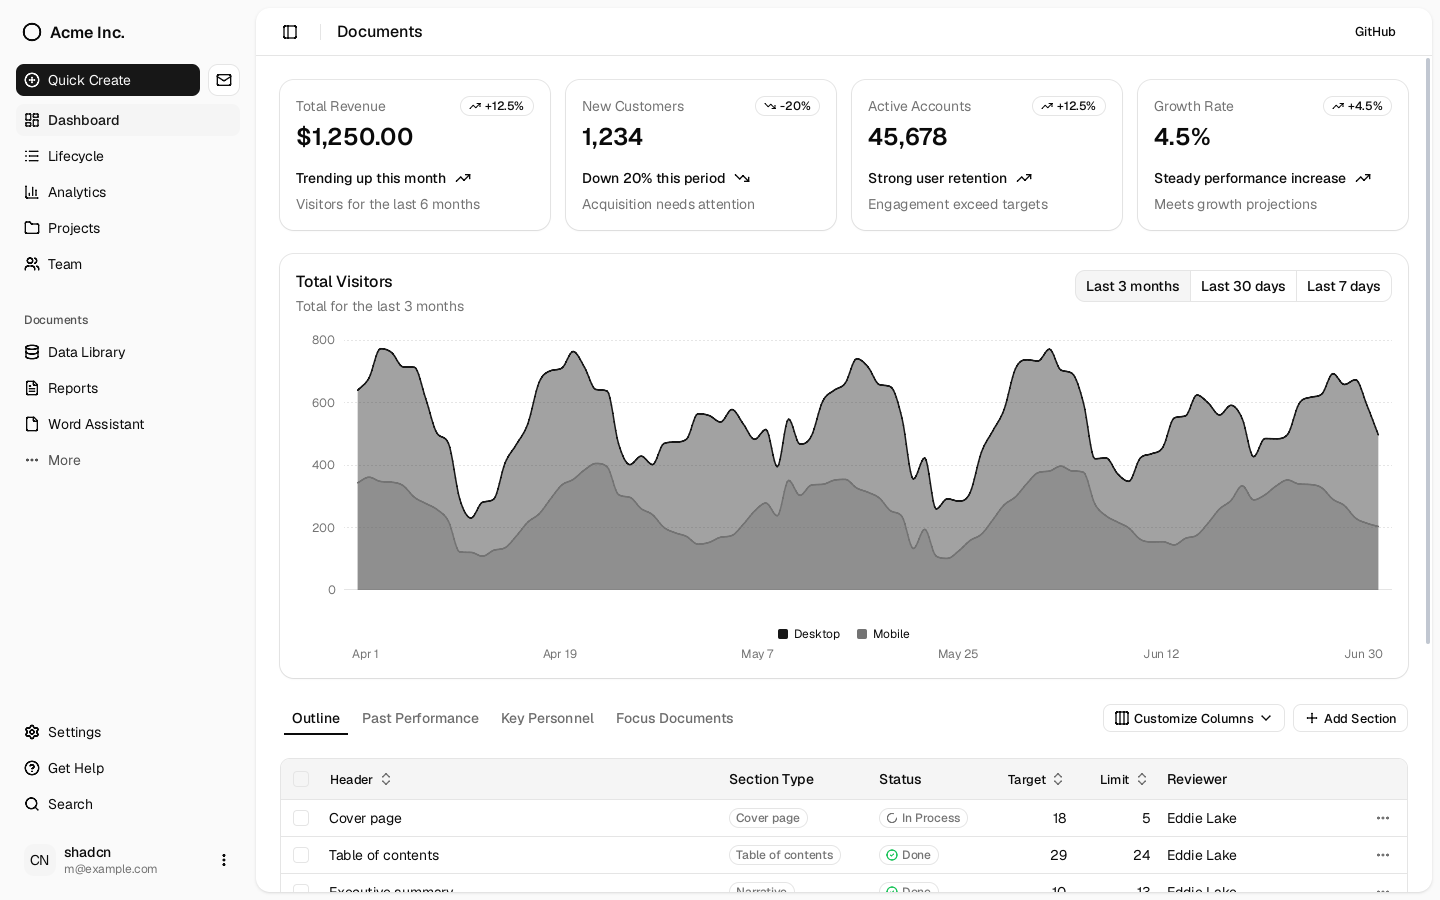 Acme Inc.
Quick Create
Dashboard
Lifecycle
Analytics
Projects
Team
Documents
Data Library
Reports
Word Assistant
More
Settings
Get Help
Search
CN
shadcn
m@example.com
Documents
GitHub
Total Revenue
+12.5%
$1,250.00
Trending up this month
Visitors for the last 6 months
New Customers
-20%
1,234
Down 20% this period
Acquisition needs attention
Active Accounts
+12.5%
45,678
Strong user retention
Engagement exceed targets
Growth Rate
+4.5%
4.5%
Steady performance increase
Meets growth projections
Total Visitors
Total for the last 3 months
Last 3 months
Last 30 days
Last 7 days
800
600
400
200
0
Desktop
Mobile
Apr 1
Apr 19
May 7
May 25
Jun 12
Jun 30
Outline
Past Performance
Key Personnel
Focus Documents
Customize Columns
Add Section
Header
Section Type
Status
Target
Limit
Reviewer
Cover page
Cover page
In Process
18
5
Eddie Lake
Table of contents
Table of contents
Done
29
24
Eddie Lake
Executive summary
Narrative
Done
10
13
Eddie Lake